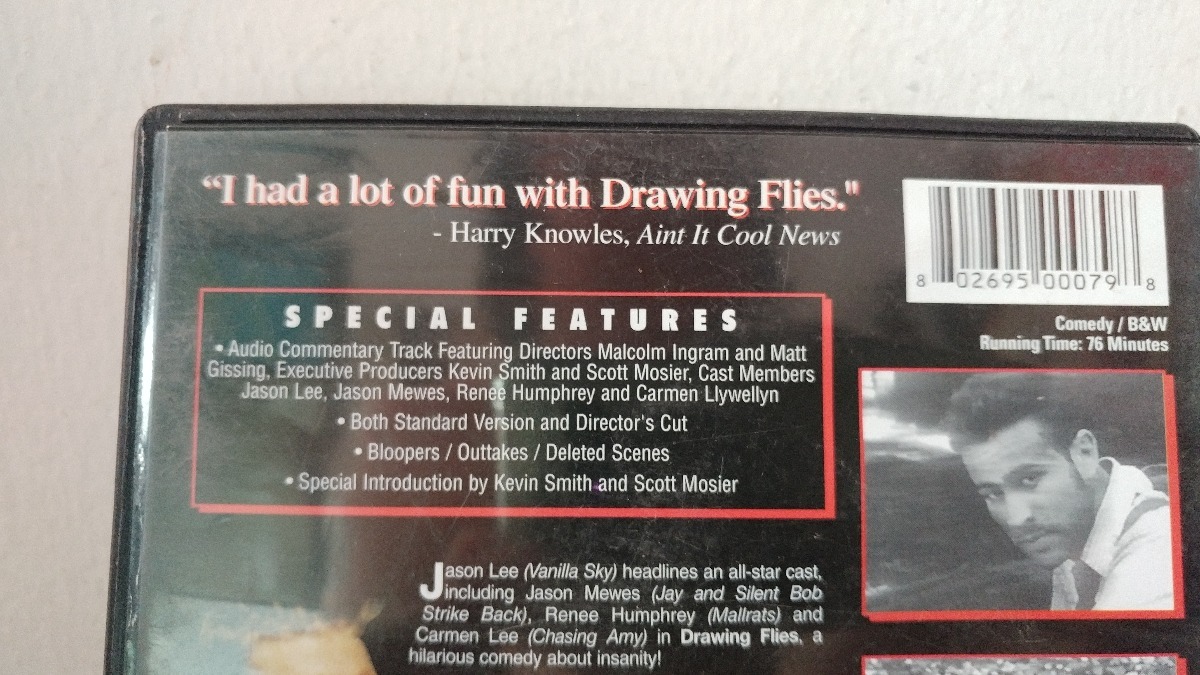 “I had a lot of fun with Drawing Flies."
- Harry Knowles, Aint It Cool News
8 02695 00079 8
Comedy / B&W
Running Time: 76 Minutes
SPECIAL FEATURES
• Audio Commentary Track Featuring Directors Malcolm Ingram and Matt
Gissing, Executive Producers Kevin Smith and Scott Mosier, Cast Members
Jason Lee, Jason Mewes, Renee Humphrey and Carmen Llywellyn
• Both Standard Version and Director's Cut
• Bloopers / Outtakes / Deleted Scenes
• Special Introduction by Kevin Smith and Scott Mosier
Jason Lee (Vanilla Sky) headlines an all-star cast,
including Jason Mewes (Jay and Silent Bob
Strike Back), Renee Humphrey (Mallrats) and
Carmen Lee (Chasing Amy) in Drawing Flies, a
hilarious comedy about insanity!